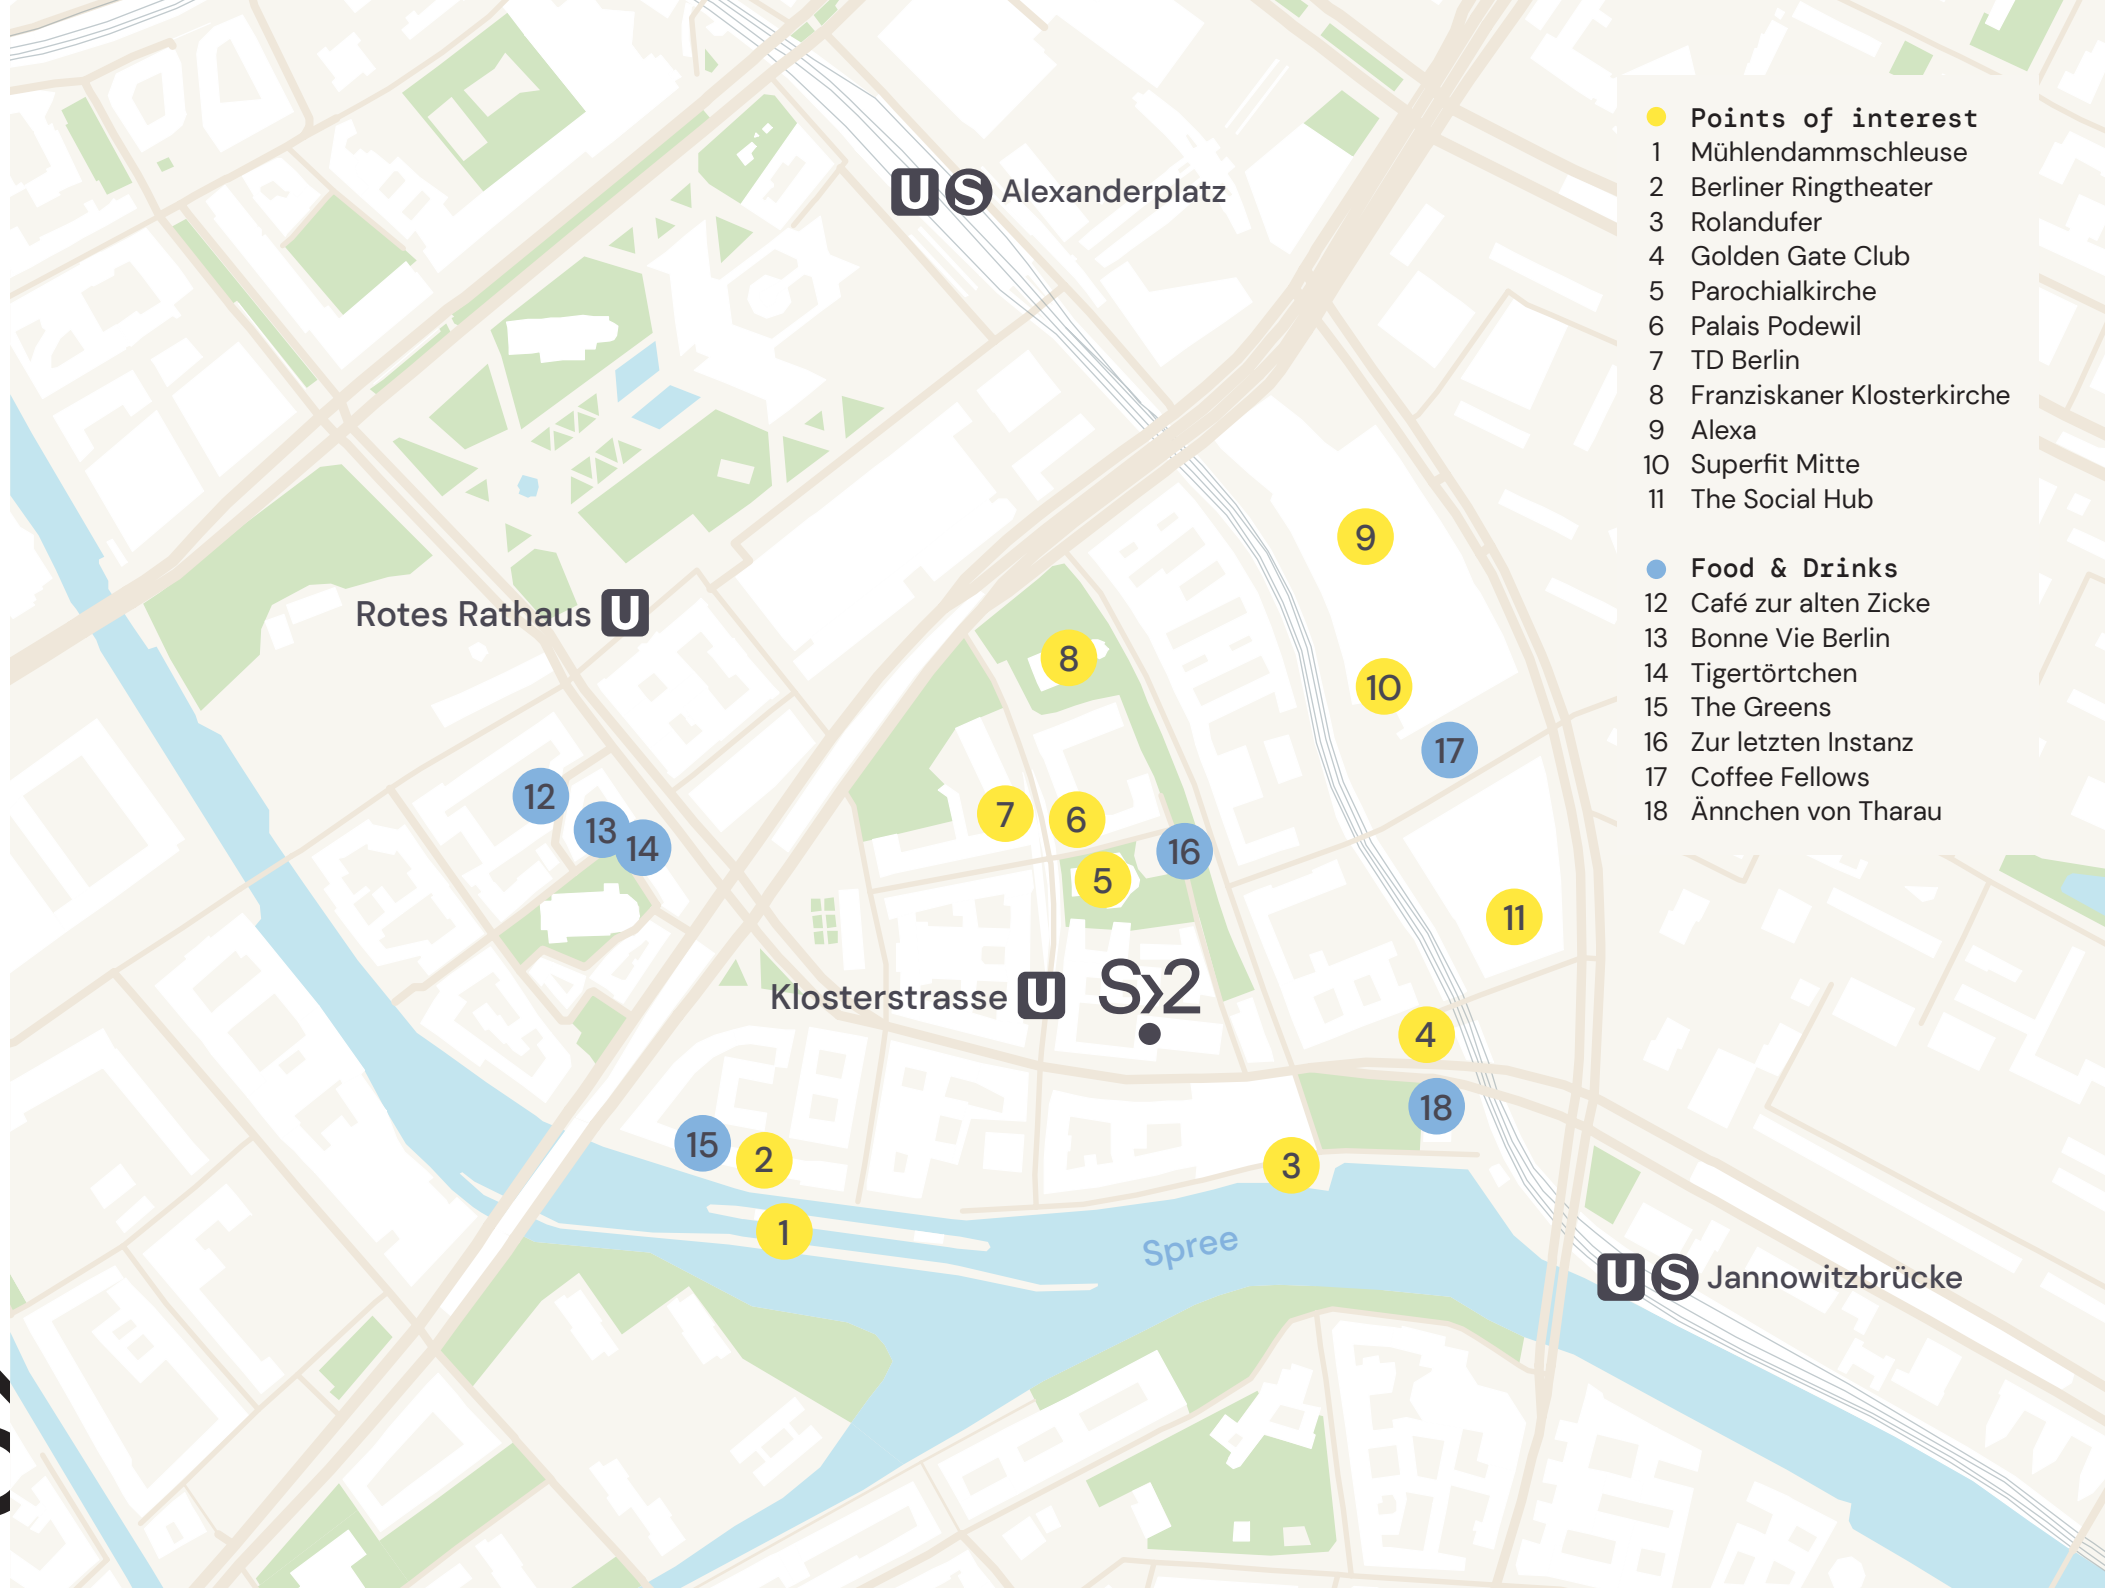 U S Alexanderplatz
Rotes Rathaus U
Klosterstrasse U
S›2
Spree
U S Jannowitzbrücke
9
8
10
17
12
13
14
7
6
5
16
11
4
18
15
2
3
1
Points of interest
1 Mühlendammschleuse
2 Berliner Ringtheater
3 Rolandufer
4 Golden Gate Club
5 Parochialkirche
6 Palais Podewil
7 TD Berlin
8 Franziskaner Klosterkirche
9 Alexa
10 Superfit Mitte
11 The Social Hub
Food & Drinks
12 Café zur alten Zicke
13 Bonne Vie Berlin
14 Tigertörtchen
15 The Greens
16 Zur letzten Instanz
17 Coffee Fellows
18 Ännchen von Tharau